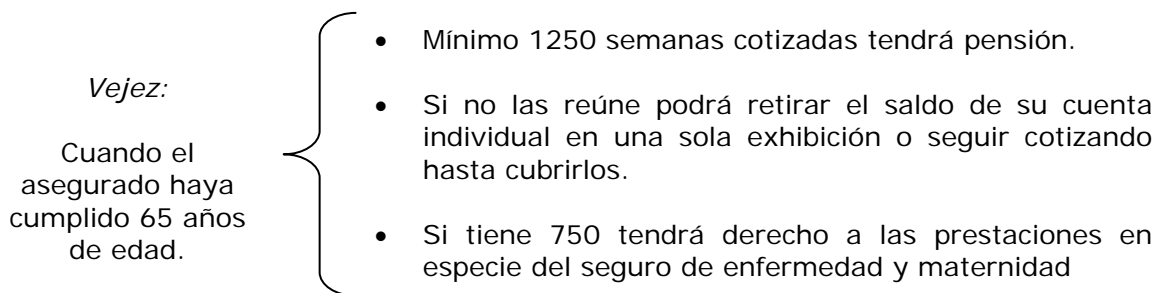 Vejez:
Cuando el
asegurado haya
cumplido 65 años
de edad.
• Mínimo 1250 semanas cotizadas tendrá pensión.
• Si no las reúne podrá retirar el saldo de su cuenta
individual en una sola exhibición o seguir cotizando
hasta cubrirlos.
• Si tiene 750 tendrá derecho a las prestaciones en
especie del seguro de enfermedad y maternidad